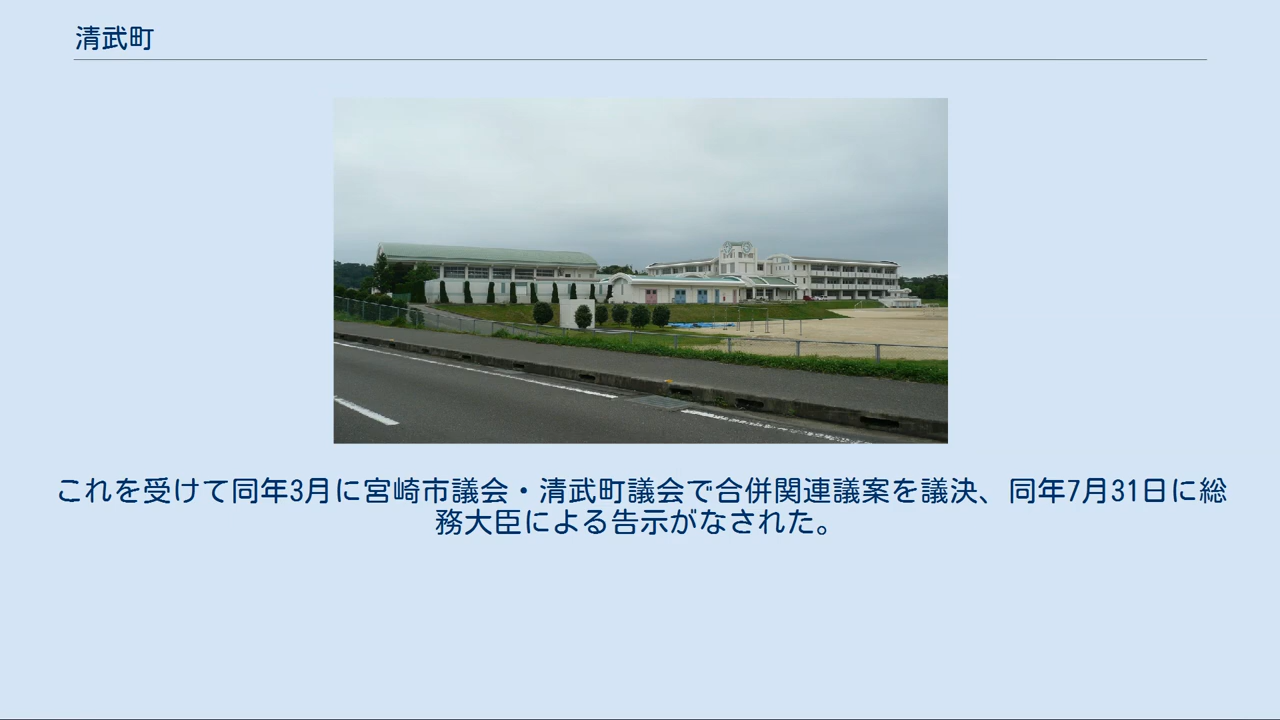 清武町
これを受けて同年3月に宮崎市議会・清武町議会で合併関連議案を議決、同年7月31日に総
務大臣による告示がなされた。